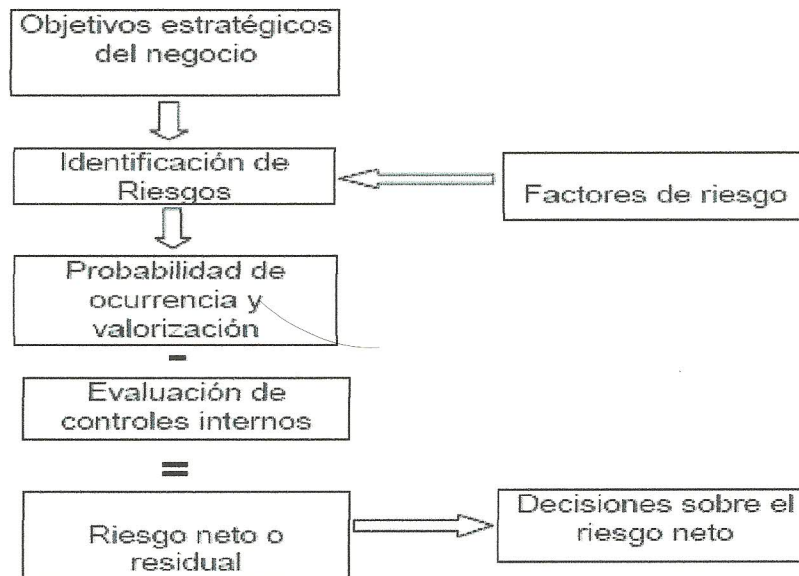 Objetivos estratégicos
del negocio
Identificación de
Riesgos
Factores de riesgo
Probabilidad de
ocurrencia y
valorización
-
Evaluación de
controles internos
=
Riesgo neto o
residual
Decisiones sobre el
riesgo neto